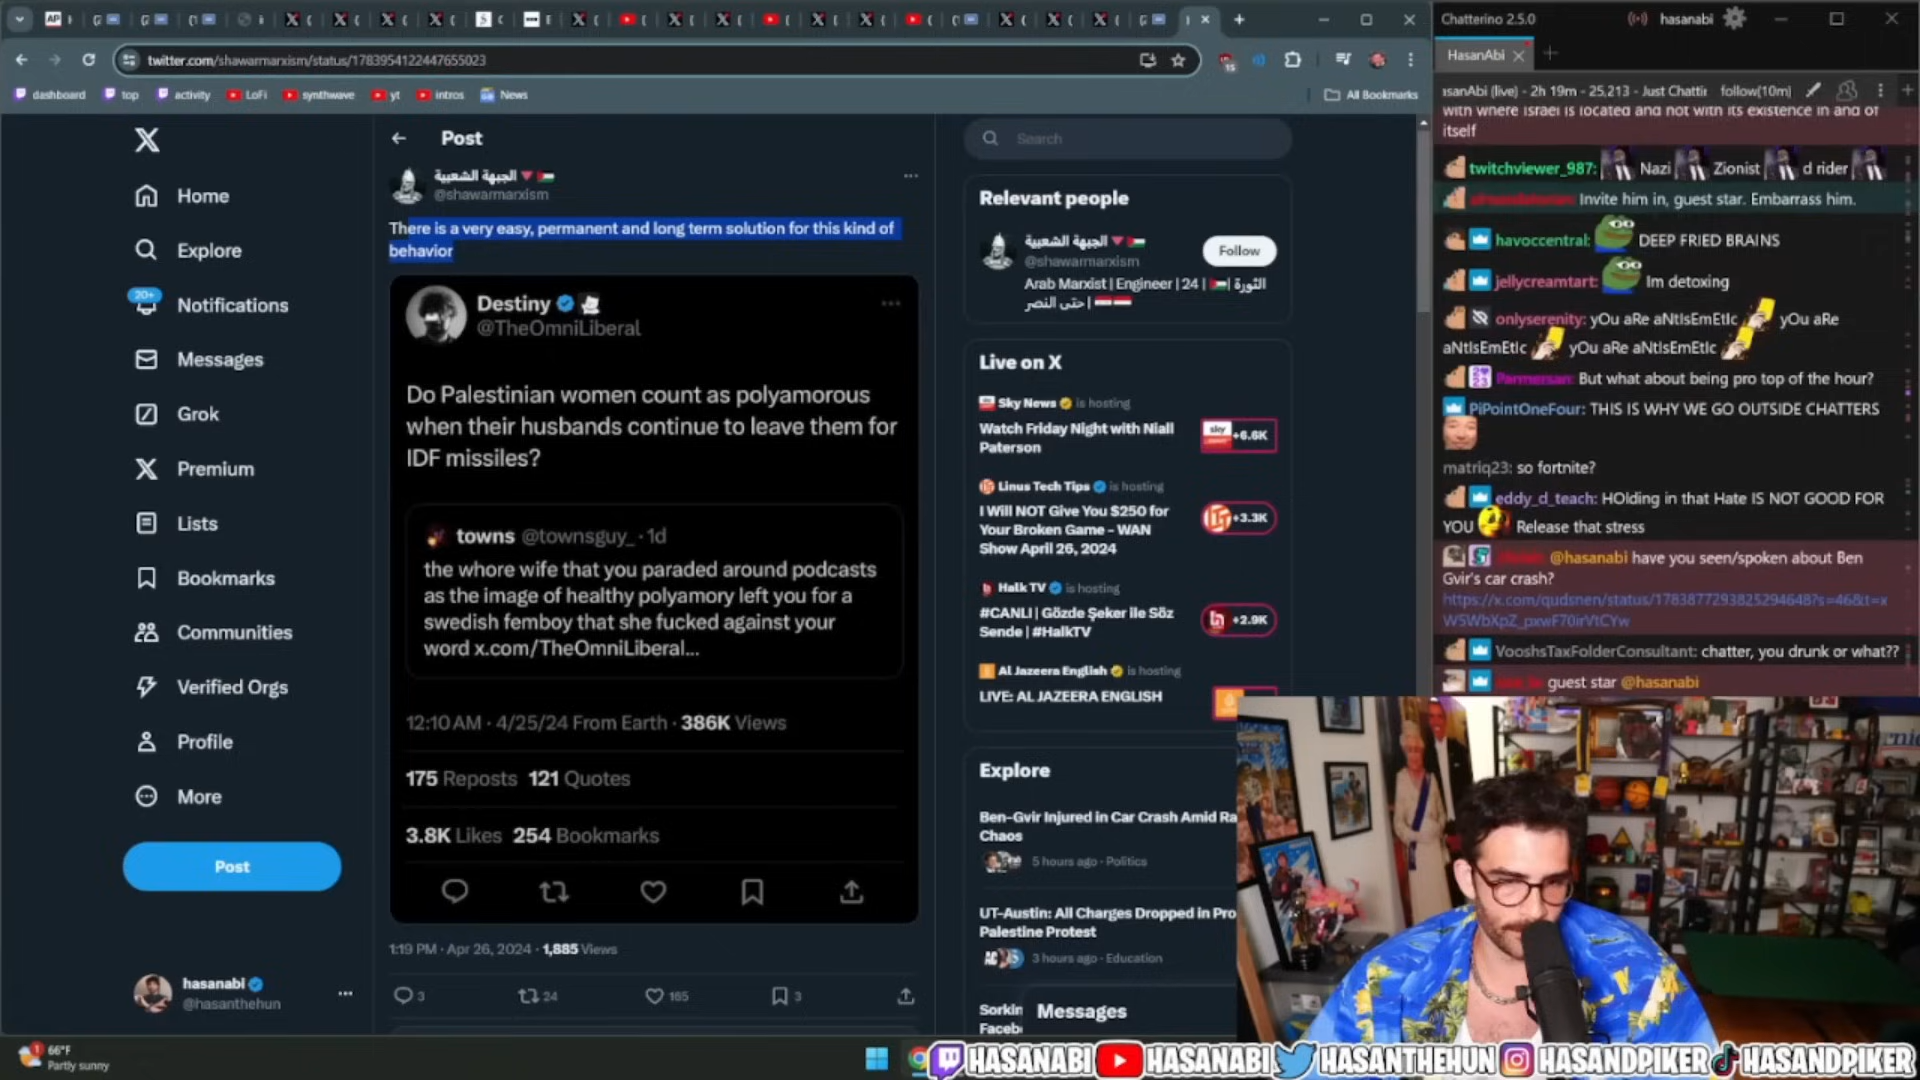 twitter.com/shawarmarxism/status/1783954122447655023
dashboard
top
activity
LoFi
synthwave
yt
intros
News
All Bookmarks
Home
Explore
20+
Notifications
Messages
Grok
Premium
Lists
Bookmarks
Communities
Verified Orgs
Profile
More
Post
hasanabi
@hasanthehun
66°F
Partly sunny
Post
الجبهة الشعبية
@shawarmarxism
There is a very easy, permanent and long term solution for this kind of
behavior
Destiny
@TheOmniLiberal
Do Palestinian women count as polyamorous
when their husbands continue to leave them for
IDF missiles?
towns @townsguy_ · 1d
the whore wife that you paraded around podcasts
as the image of healthy polyamory left you for a
swedish femboy that she fucked against your
word x.com/TheOmniLiberal...
12:10 AM · 4/25/24 From Earth · 386K Views
175 Reposts 121 Quotes
3.8K Likes 254 Bookmarks
1:19 PM · Apr 26, 2024 · 1,885 Views
3
24
165
3
Search
Relevant people
الجبهة الشعبية
@shawarmarxism
Follow
Arab Marxist | Engineer | 24 | الثورة
حتى النصر |
Live on X
Sky News is hosting
Watch Friday Night with Niall
Paterson
sky +6.6K
Linus Tech Tips is hosting
I Will NOT Give You $250 for
Your Broken Game - WAN
Show April 26, 2024
+3.3K
Halk TV is hosting
#CANLI | Gözde Şeker ile Söz
Sende | #HalkTV
+2.9K
Al Jazeera English is hosting
LIVE: AL JAZEERA ENGLISH
Explore
Ben-Gvir Injured in Car Crash Amid Ra
Chaos
5 hours ago · Politics
UT-Austin: All Charges Dropped in Pro
Palestine Protest
3 hours ago · Education
Sorkin
Faceb
Messages
Chatterino 2.5.0
hasanabi
HasanAbi
asanAbi (live) - 2h 19m - 25,213 - Just Chattir follow(10m)
with where Israel is located and not with its existence in and of
itself
twitchviewer_987: Nazi Zionist d rider
Invite him in, guest star. Embarrass him.
havoccentral: DEEP FRIED BRAINS
jellycreamtart: Im detoxing
onlyserenity: yOu aRe aNtIsEmEtIc yOu aRe
aNtIsEmEtIc yOu aRe aNtIsEmEtIc
Parmersan: But what about being pro top of the hour?
PiPointOneFour: THIS IS WHY WE GO OUTSIDE CHATTERS
matriq23: so fortnite?
eddy_d_teach: HOlding in that Hate IS NOT GOOD FOR
YOU Release that stress
@hasanabi have you seen/spoken about Ben
Gvir's car crash?
https://x.com/qudsnen/status/1783877293825294648?s=46&t=x
W5WbXpZ_pxwF70irVtCYw
VooshsTaxFolderConsultant: chatter, you drunk or what??
guest star @hasanabi
HASANABI HASANABI HASANTHEHUN HASANDPIKER HASANDPIKER